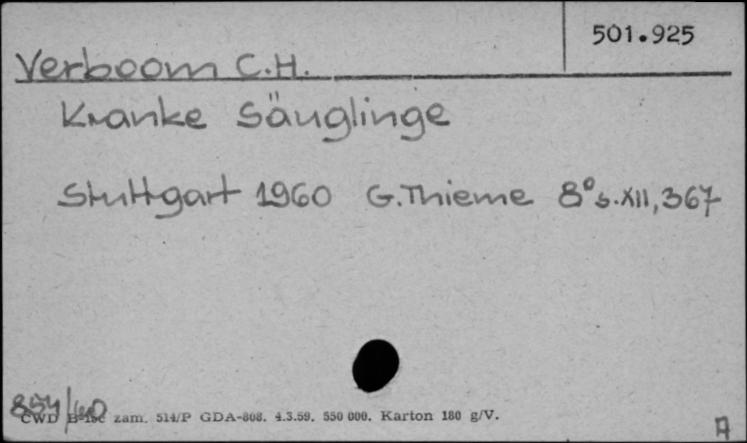 501.925
Verboom C.H.
Kranke Säuglinge
Stuttgart 1960 G.Thieme 8° s.XII,367
CWD zam. 514/P GDA-808. 4.3.59. 550 000. Karton 180 g/V.
A